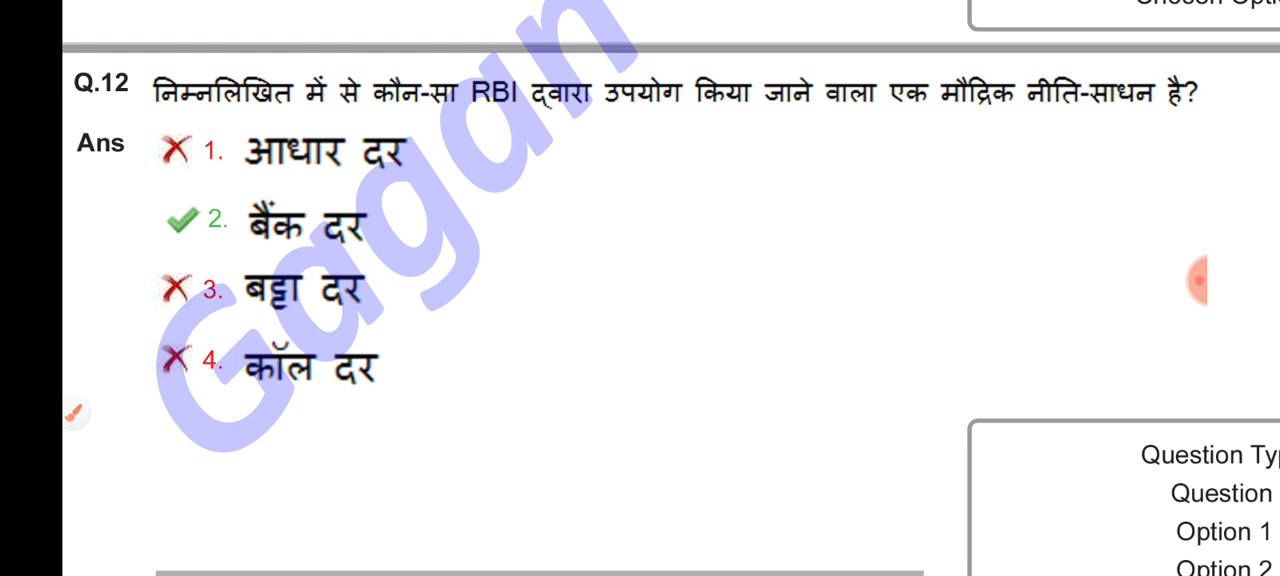 Q.12 निम्नलिखित में से कौन-सा RBI द्वारा उपयोग किया जाने वाला एक मौद्रिक नीति-साधन है?
Ans
1. आधार दर
2. बैंक दर
3. बट्टा दर
4. कॉल दर
Gagan
Question Typ
Question
Option 1
Option 2